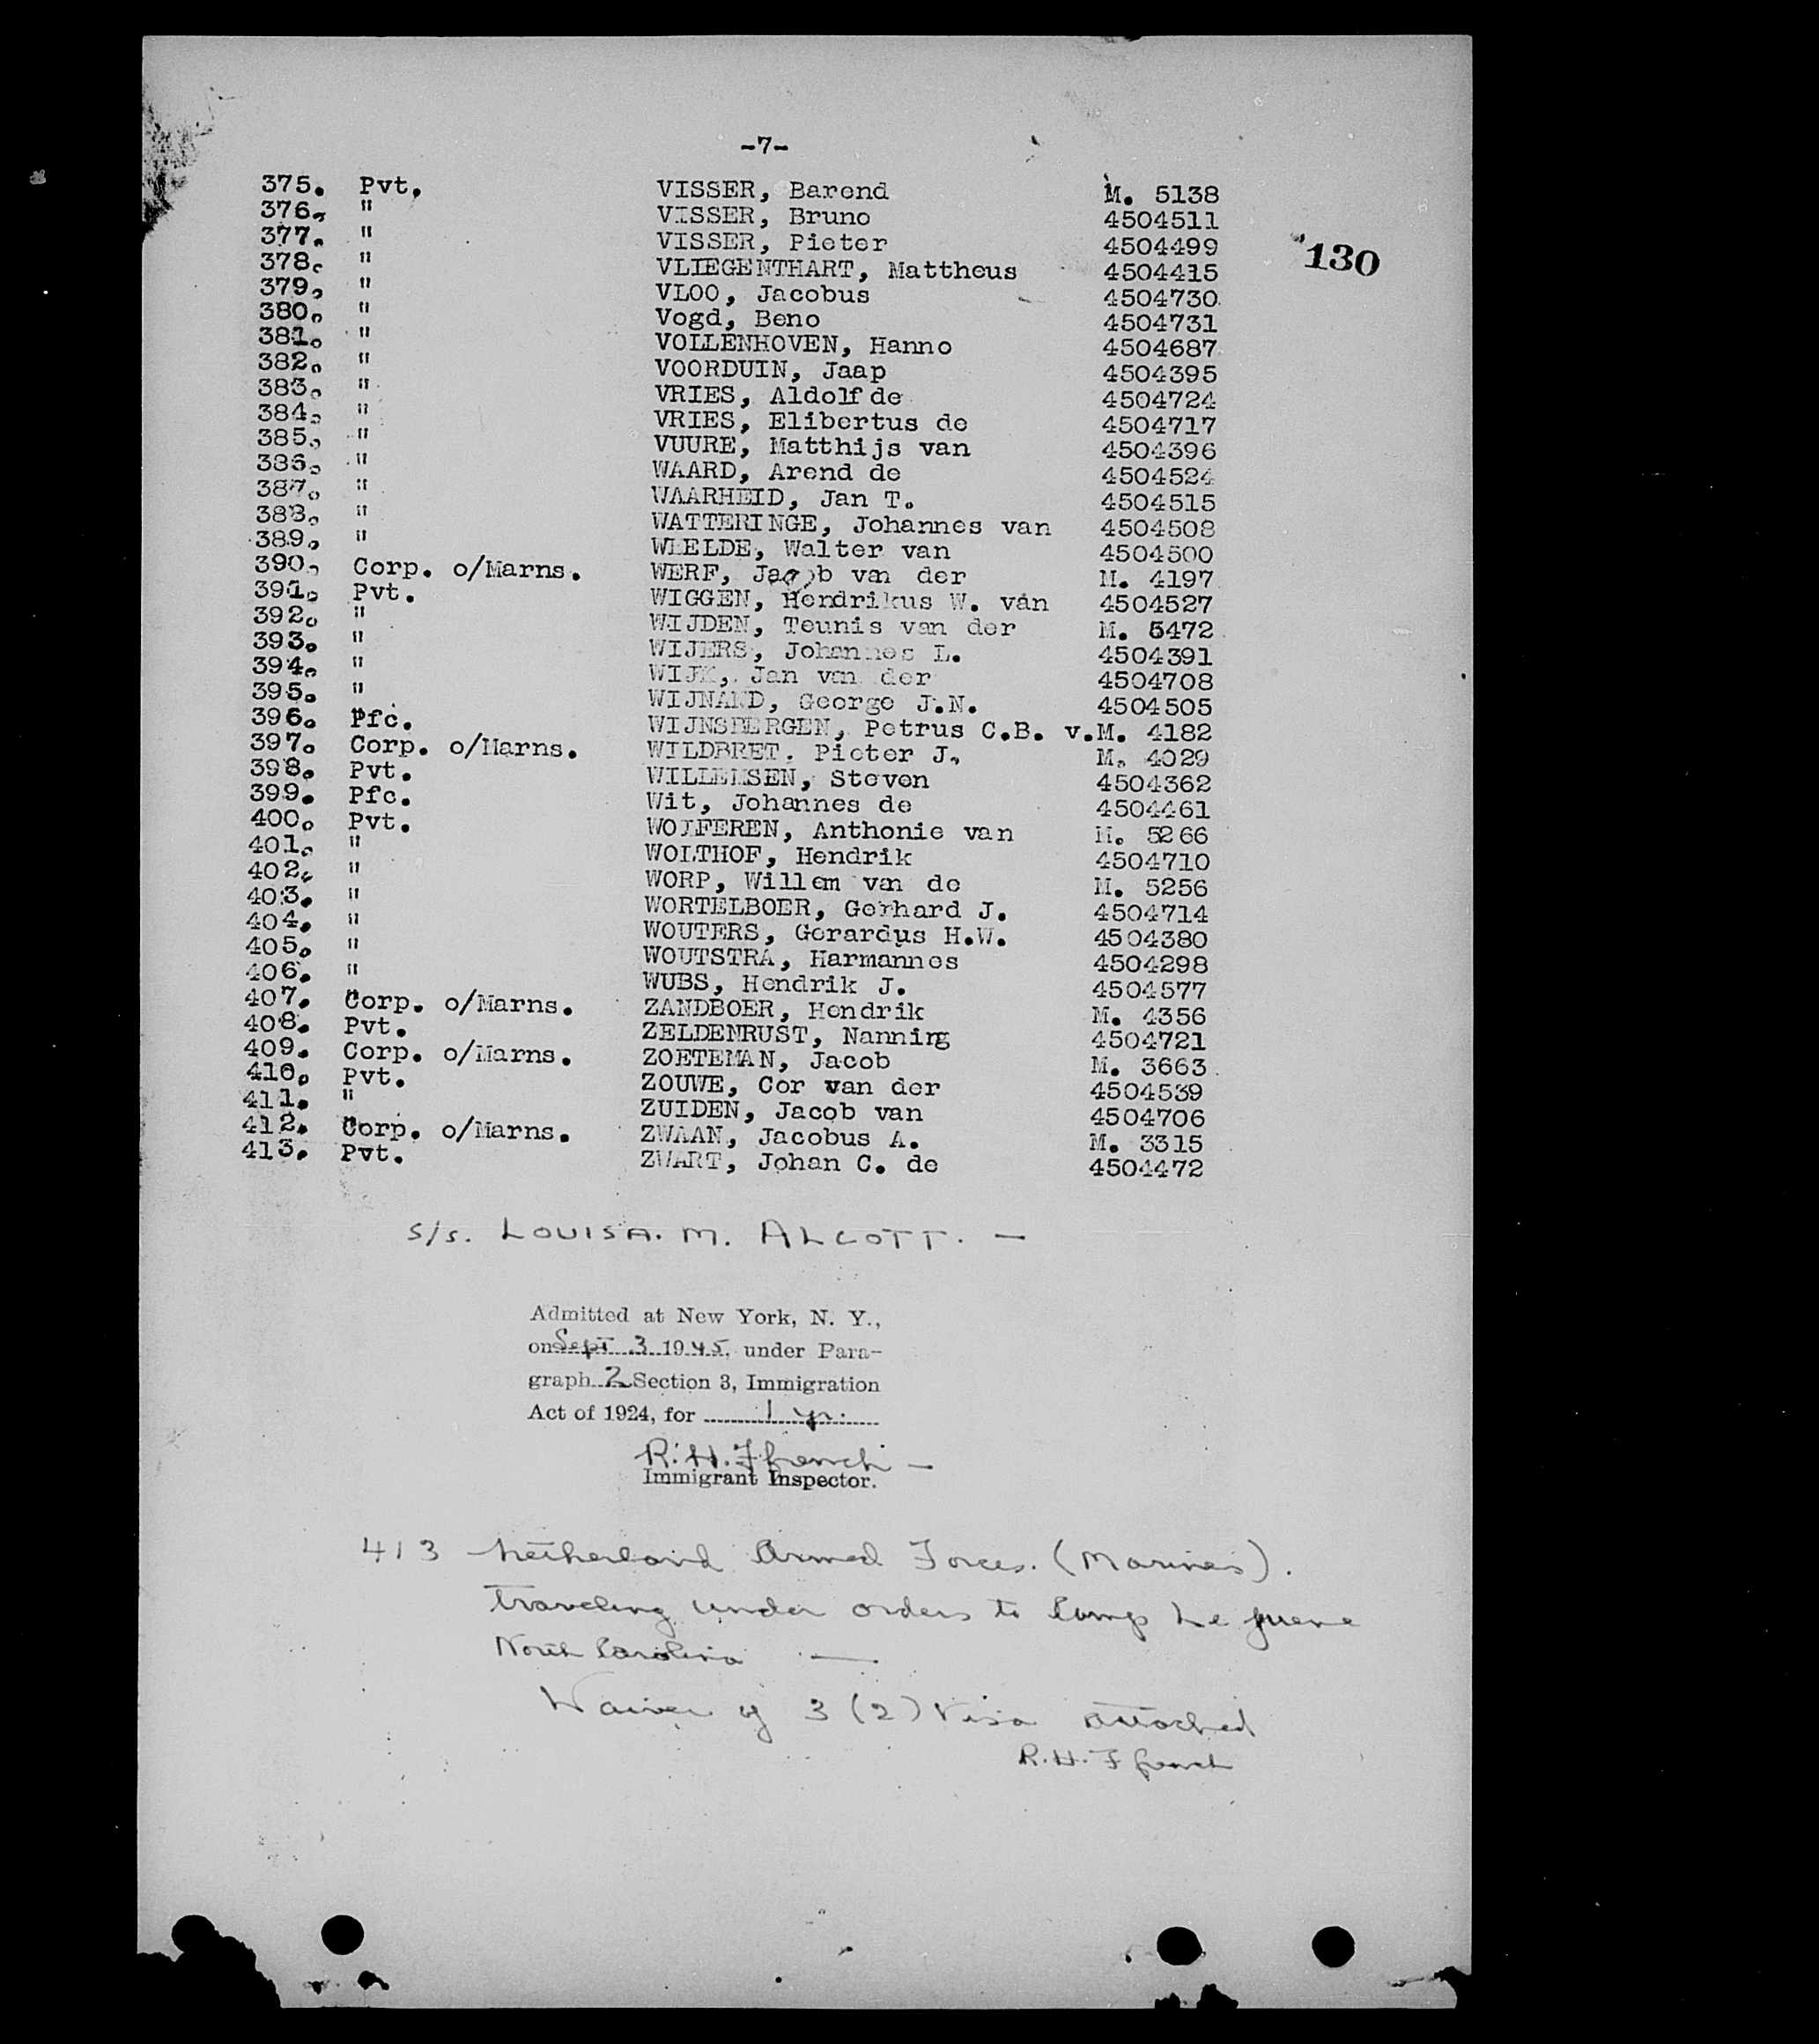 -7-
130
375. Pvt. VISSER, Barend M. 5138
376. " VISSER, Bruno 4504511
377. " VISSER, Pieter 4504499
378. " VLIEGENTHART, Mattheus 4504415
379. " VLOO, Jacobus 4504730
380. " Vogd, Beno 4504731
381. " VOLLENHOVEN, Hanno 4504687
382. " VOORDUIN, Jaap 4504395
383. " VRIES, Aldolf de 4504724
384. " VRIES, Elibertus de 4504717
385. " VUURE, Matthijs van 4504396
386. " WAARD, Arend de 4504524
387. " WAARHEID, Jan T. 4504515
388. " WATTERINGE, Johannes van 4504508
389. " WEELDE, Walter van 4504500
390. Corp. o/Marns. WERF, Jacob van der M. 4197
391. Pvt. WIGGEN, Hendrikus W. van 4504527
392. " WIJDEN, Teunis van der M. 5472
393. " WIJERS, Johannes L. 4504391
394. " WIJK, Jan van der 4504708
395. " WIJNAND, George J.N. 4504505
396. Pfc. WIJNSBERGEN, Petrus C.B. v.M. 4182
397. Corp. o/Marns. WILDBRET. Pieter J. M. 4029
398. Pvt. WILLEMSEN, Steven 4504362
399. Pfc. Wit, Johannes de 4504461
400. Pvt. WOLFEREN, Anthonie van M. 5266
401. " WOLTHOF, Hendrik 4504710
402. " WORP, Willem van de M. 5256
403. " WORTELBOER, Gerhard J. 4504714
404. " WOUTERS, Gerardus H.W. 4504380
405. " WOUTSTRA, Harmannes 4504298
406. " WUBS, Hendrik J. 4504577
407. Corp. o/Marns. ZANDBOER, Hendrik M. 4356
408. Pvt. ZELDENRUST, Nanning 4504721
409. Corp. o/Marns. ZOETEMAN, Jacob M. 3663
410. Pvt. ZOUWE, Cor van der 4504539
411. " ZUIDEN, Jacob van 4504706
412. Corp. o/Marns. ZWAAN, Jacobus A. M. 3315
413. Pvt. ZWART, Johan C. de 4504472
S/S. LOUISA. M. ALCOTT. —
Admitted at New York, N. Y.,
on Sept 3 1945, under Para-
graph 2 Section 3, Immigration
Act of 1924, for 1 yr.
R. H. Ffrench —
Immigrant Inspector.
413 Netherland Armed Forces. (Marines).
Traveling under orders to Camp Le Juene
North Carolina —
Waiver of 3 (2) Visa attached
R. H. Ffrench